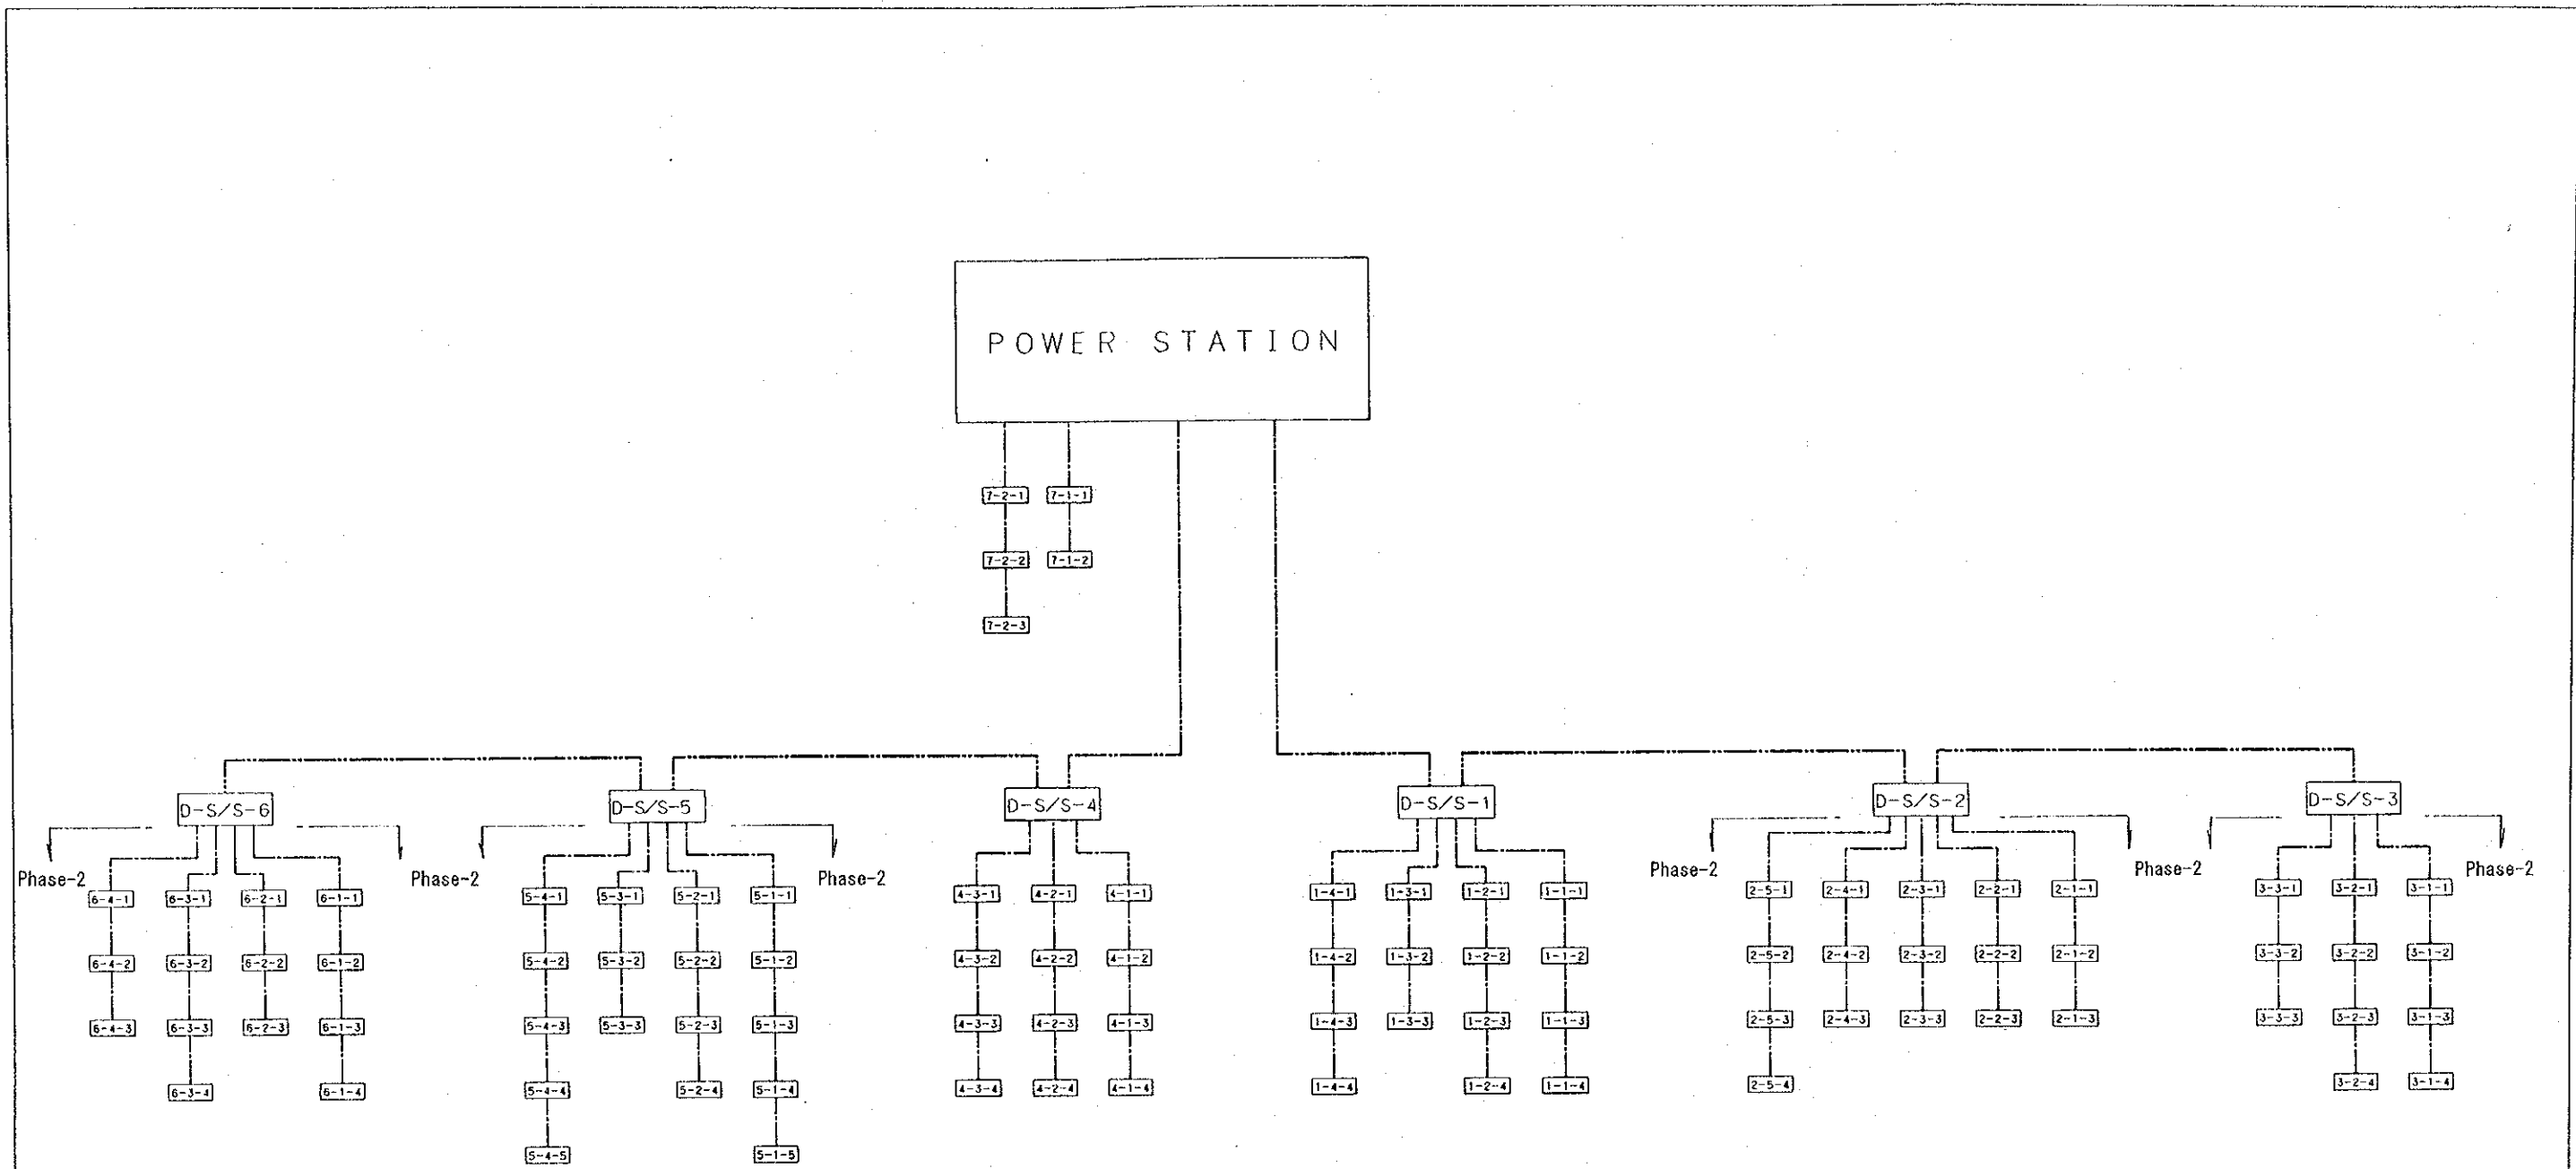 POWER STATION
7-2-1 7-1-1
7-2-2 7-1-2
7-2-3
D-S/S-6 D-S/S-5 D-S/S-4 D-S/S-1 D-S/S-2 D-S/S-3
Phase-2 Phase-2 Phase-2 Phase-2 Phase-2 Phase-2
6-4-1 6-3-1 6-2-1 6-1-1 5-4-1 5-3-1 5-2-1 5-1-1 4-3-1 4-2-1 4-1-1 1-4-1 1-3-1 1-2-1 1-1-1 2-5-1 2-4-1 2-3-1 2-2-1 2-1-1 3-3-1 3-2-1 3-1-1
6-4-2 6-3-2 6-2-2 6-1-2 5-4-2 5-3-2 5-2-2 5-1-2 4-3-2 4-2-2 4-1-2 1-4-2 1-3-2 1-2-2 1-1-2 2-5-2 2-4-2 2-3-2 2-2-2 2-1-2 3-3-2 3-2-2 3-1-2
6-4-3 6-3-3 6-2-3 6-1-3 5-4-3 5-3-3 5-2-3 5-1-3 4-3-3 4-2-3 4-1-3 1-4-3 1-3-3 1-2-3 1-1-3 2-5-3 2-4-3 2-3-3 2-2-3 2-1-3 3-3-3 3-2-3 3-1-3
6-3-4 6-1-4 5-4-4 5-2-4 5-1-4 4-3-4 4-2-4 4-1-4 1-4-4 1-2-4 1-1-4 2-5-4 3-2-4 3-1-4
5-4-5 5-1-5